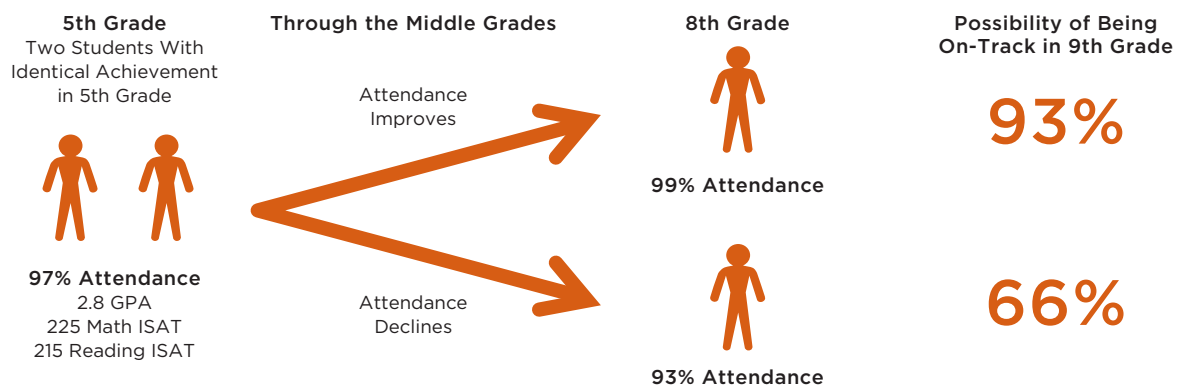 5th Grade
Two Students With
Identical Achievement
in 5th Grade
97% Attendance
2.8 GPA
225 Math ISAT
215 Reading ISAT
Through the Middle Grades
Attendance
Improves
Attendance
Declines
8th Grade
99% Attendance
93% Attendance
Possibility of Being
On-Track in 9th Grade
93%
66%